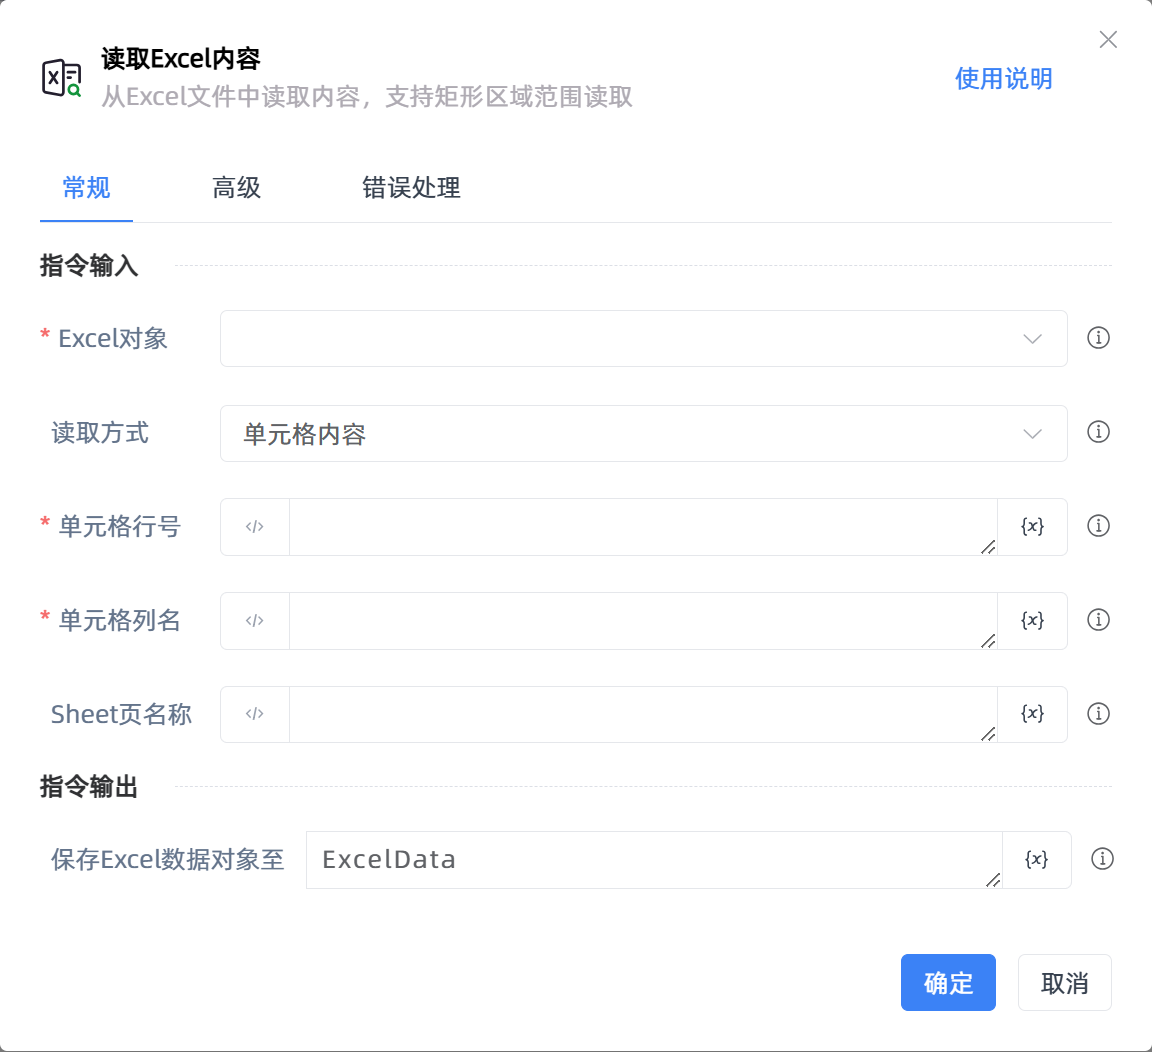 读取Excel内容
从Excel文件中读取内容，支持矩形区域范围读取
使用说明
常规 高级 错误处理
指令输入
* Excel对象
读取方式 单元格内容
* 单元格行号 </> {x}
* 单元格列名 </> {x}
Sheet页名称 </> {x}
指令输出
保存Excel数据对象至 ExcelData {x}
确定 取消